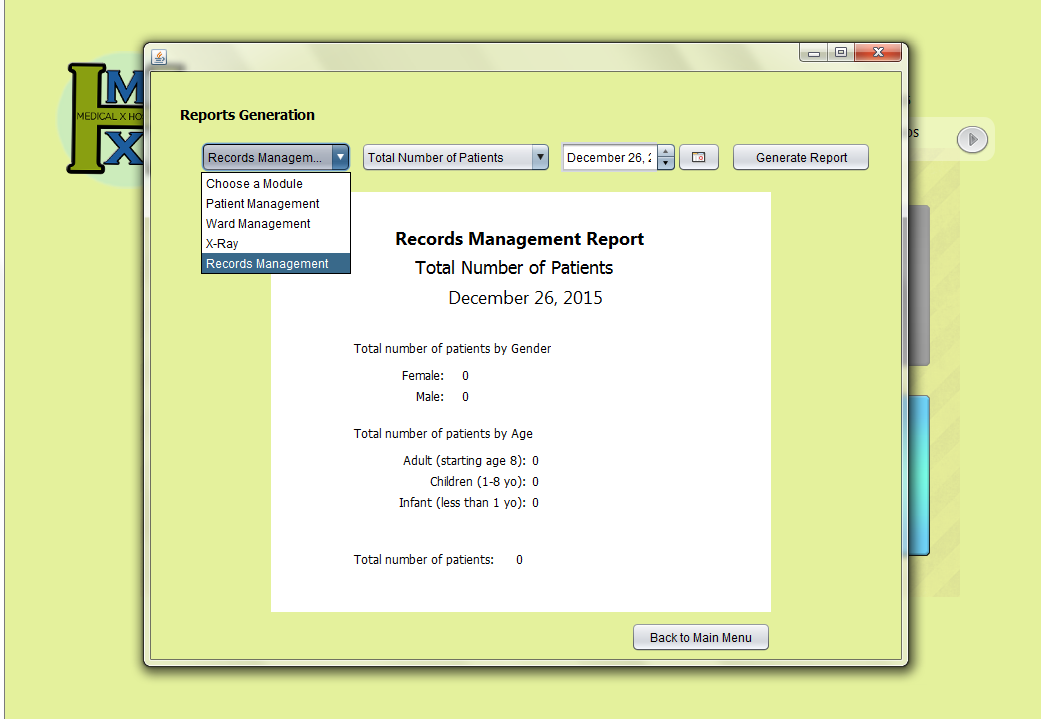 M
MEDICAL X HO
X
Reports Generation
Records Managem... Total Number of Patients December 26, Generate Report
Choose a Module
Patient Management
Ward Management
X-Ray
Records Management
Records Management Report
Total Number of Patients
December 26, 2015
Total number of patients by Gender
Female: 0
Male: 0
Total number of patients by Age
Adult (starting age 8): 0
Children (1-8 yo): 0
Infant (less than 1 yo): 0
Total number of patients: 0
Back to Main Menu